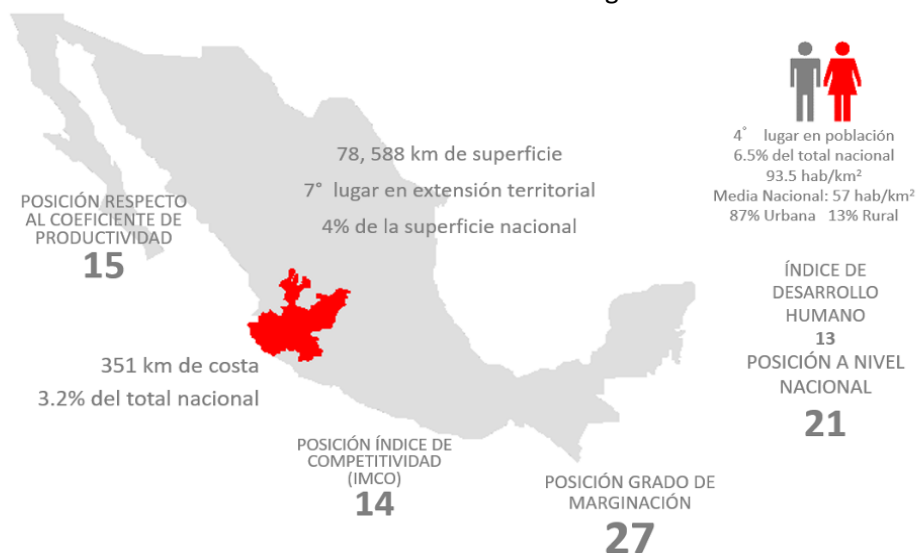 78, 588 km de superficie
7° lugar en extensión territorial
4% de la superficie nacional
4° lugar en población
6.5% del total nacional
93.5 hab/km²
Media Nacional: 57 hab/km²
87% Urbana 13% Rural
POSICIÓN RESPECTO
AL COEFICIENTE DE
PRODUCTIVIDAD
15
ÍNDICE DE
DESARROLLO
HUMANO
13
POSICIÓN A NIVEL
NACIONAL
21
351 km de costa
3.2% del total nacional
POSICIÓN ÍNDICE DE
COMPETITIVIDAD
(IMCO)
14
POSICIÓN GRADO DE
MARGINACIÓN
27